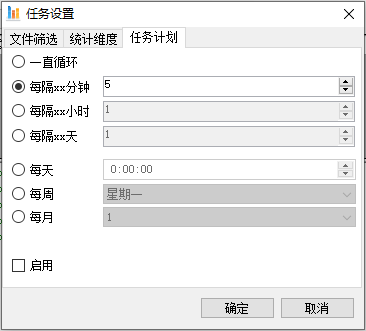 任务设置
文件筛选 统计维度 任务计划
一直循环
每隔xx分钟 5
每隔xx小时 1
每隔xx天 1
每天 0:00:00
每周 星期一
每月 1
启用
确定 取消